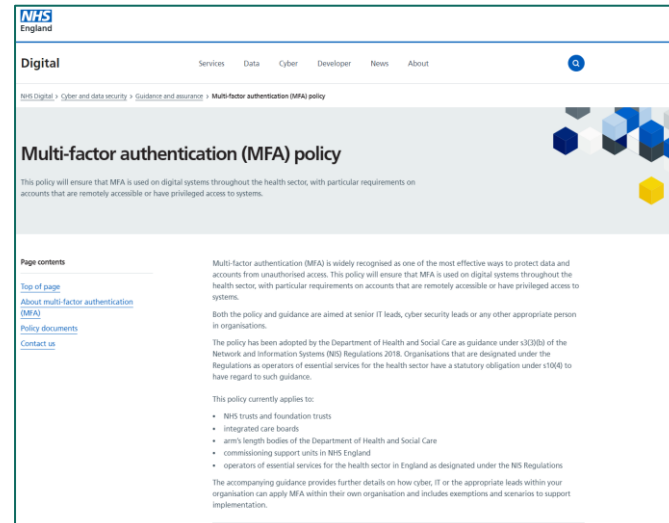 NHS
England
Digital
Services Data Cyber Developer News About
NHS Digital > Cyber and data security > Guidance and assurance > Multi-factor authentication (MFA) policy
Multi-factor authentication (MFA) policy
This policy will ensure that MFA is used on digital systems throughout the health sector, with particular requirements on
accounts that are remotely accessible or have privileged access to systems.
Page contents
Top of page
About multi-factor authentication
(MFA)
Policy documents
Contact us
Multi-factor authentication (MFA) is widely recognised as one of the most effective ways to protect data and
accounts from unauthorised access. This policy will ensure that MFA is used on digital systems throughout the
health sector, with particular requirements on accounts that are remotely accessible or have privileged access to
systems.
Both the policy and guidance are aimed at senior IT leads, cyber security leads or any other appropriate person
in organisations.
The policy has been adopted by the Department of Health and Social Care as guidance under s3(3)(b) of the
Network and Information Systems (NIS) Regulations 2018. Organisations that are designated under the
Regulations as operators of essential services for the health sector have a statutory obligation under s10(4) to
have regard to such guidance.
This policy currently applies to:
• NHS trusts and foundation trusts
• integrated care boards
• arm's length bodies of the Department of Health and Social Care
• commissioning support units in NHS England
• operators of essential services for the health sector in England as designated under the NIS Regulations
The accompanying guidance provides further details on how cyber, IT or the appropriate leads within your
organisation can apply MFA within their own organisation and includes exemptions and scenarios to support
implementation.